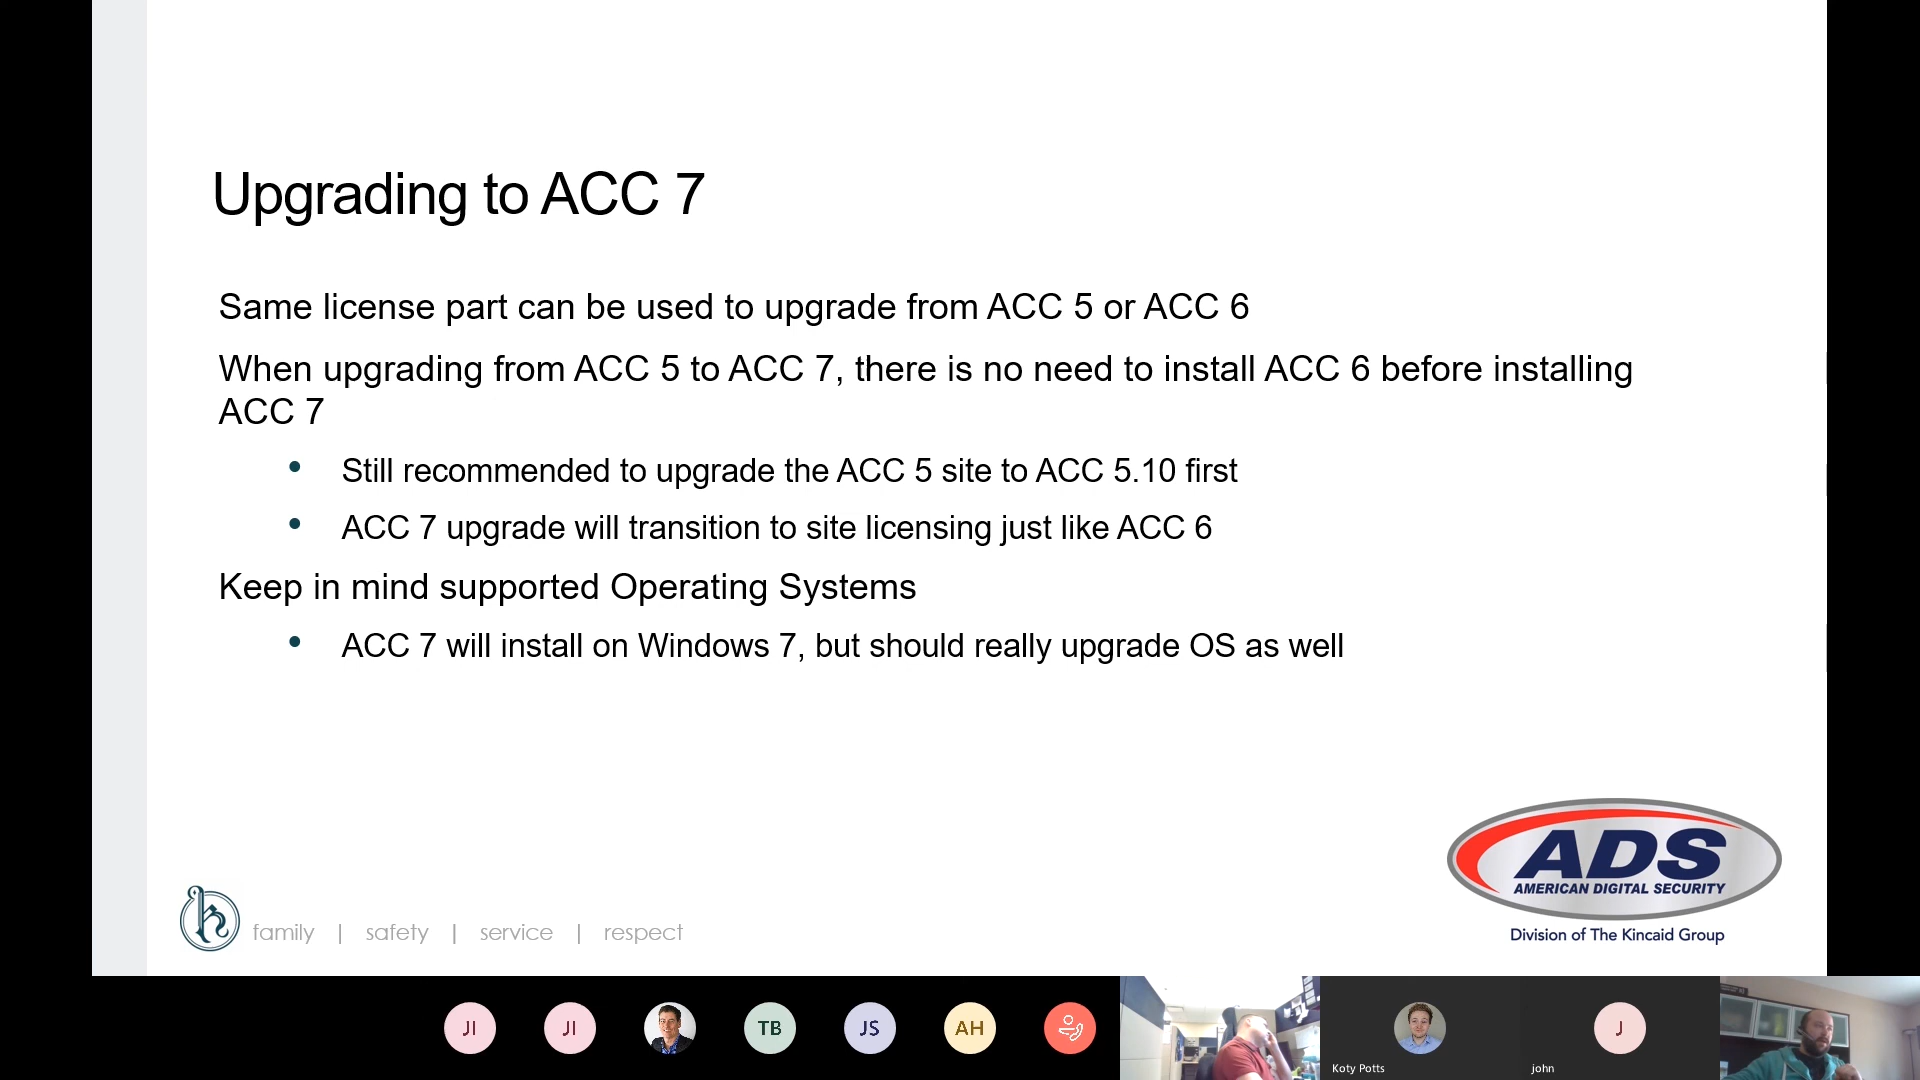 Upgrading to ACC 7
Same license part can be used to upgrade from ACC 5 or ACC 6
When upgrading from ACC 5 to ACC 7, there is no need to install ACC 6 before installing
ACC 7
• Still recommended to upgrade the ACC 5 site to ACC 5.10 first
• ACC 7 upgrade will transition to site licensing just like ACC 6
Keep in mind supported Operating Systems
• ACC 7 will install on Windows 7, but should really upgrade OS as well
ADS
AMERICAN DIGITAL SECURITY
Division of The Kincaid Group
k family | safety | service | respect
JI JI TB JS AH J
Koty Potts john